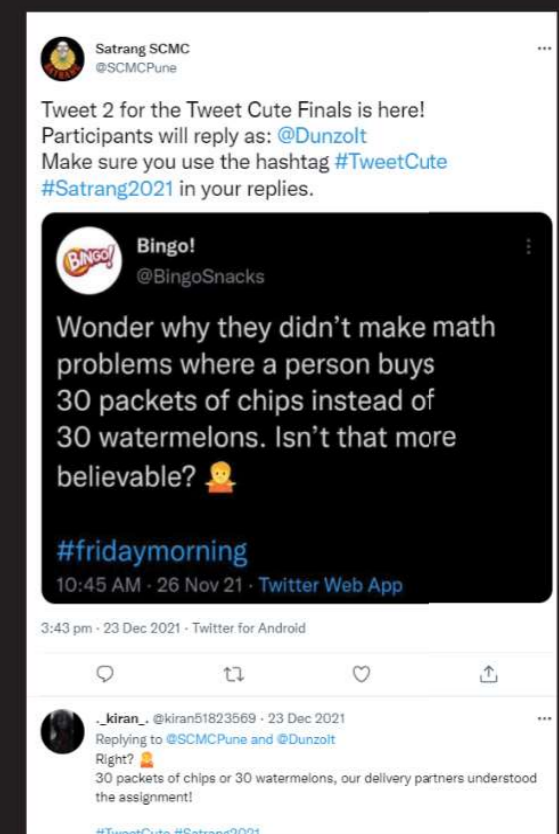 Satrang SCMC
@SCMCPune
Tweet 2 for the Tweet Cute Finals is here!
Participants will reply as: @DunzoIt
Make sure you use the hashtag #TweetCute
#Satrang2021 in your replies.
BINGO!
Bingo!
@BingoSnacks
Wonder why they didn't make math
problems where a person buys
30 packets of chips instead of
30 watermelons. Isn't that more
believable? 🤷
#fridaymorning
10:45 AM · 26 Nov 21 · Twitter Web App
3:43 pm · 23 Dec 2021 · Twitter for Android
._kiran_. @kiran51823569 · 23 Dec 2021
Replying to @SCMCPune and @DunzoIt
Right? 🤷
30 packets of chips or 30 watermelons, our delivery partners understood
the assignment!
#TweetCute #Satrang2021